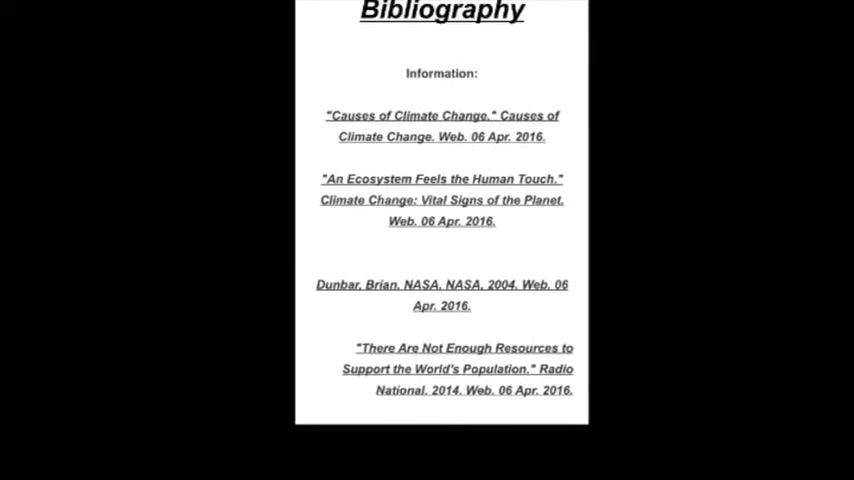 Bibliography
Information:
"Causes of Climate Change." Causes of
Climate Change. Web. 06 Apr. 2016.
"An Ecosystem Feels the Human Touch."
Climate Change: Vital Signs of the Planet.
Web. 06 Apr. 2016.
Dunbar, Brian. NASA. NASA, 2004. Web. 06
Apr. 2016.
"There Are Not Enough Resources to
Support the World's Population." Radio
National. 2014. Web. 06 Apr. 2016.